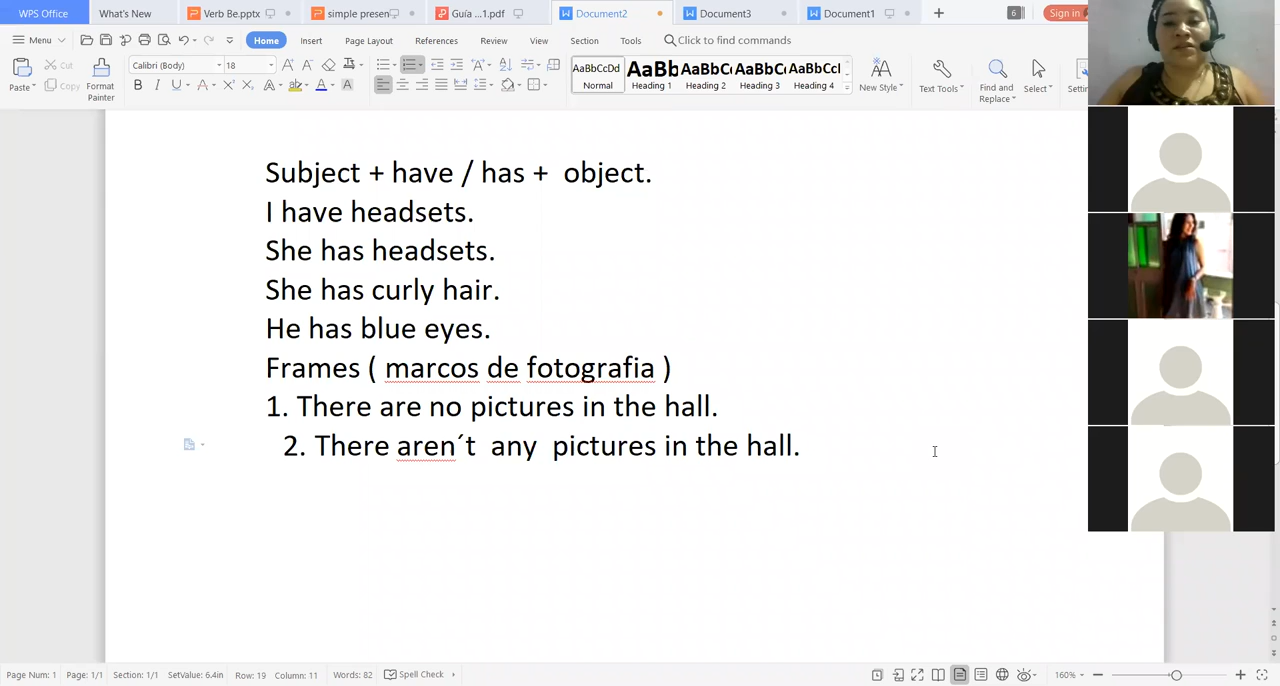 WPS Office What's New Verb Be.pptx simple presen Guía ...1.pdf Document2 Document3 Document1 6 Sign in
Menu Home Insert Page Layout References Review View Section Tools Click to find commands
Paste Cut Copy Format Painter Calibri (Body) 18 AaBbCcDd Normal AaBb Heading 1 AaBbC Heading 2 AaBbC Heading 3 AaBbCcI Heading 4 New Style Text Tools Find and Replace Select
Subject + have / has + object.
I have headsets.
She has headsets.
She has curly hair.
He has blue eyes.
Frames ( marcos de fotografia )
1. There are no pictures in the hall.
2. There aren´t any pictures in the hall.
Page Num: 1 Page: 1/1 Section: 1/1 SetValue: 6.4in Row: 19 Column: 11 Words: 82 Spell Check 160%